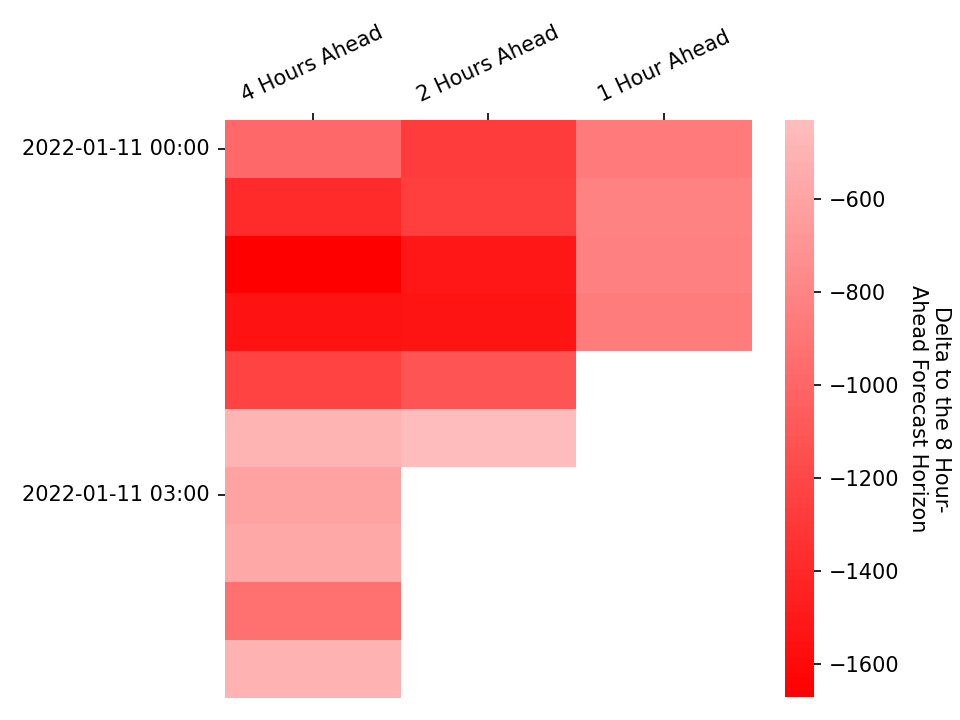 4 Hours Ahead
2 Hours Ahead
1 Hour Ahead
2022-01-11 00:00
2022-01-11 03:00
−600
−800
−1000
−1200
−1400
−1600
Delta to the 8 Hour-
Ahead Forecast Horizon